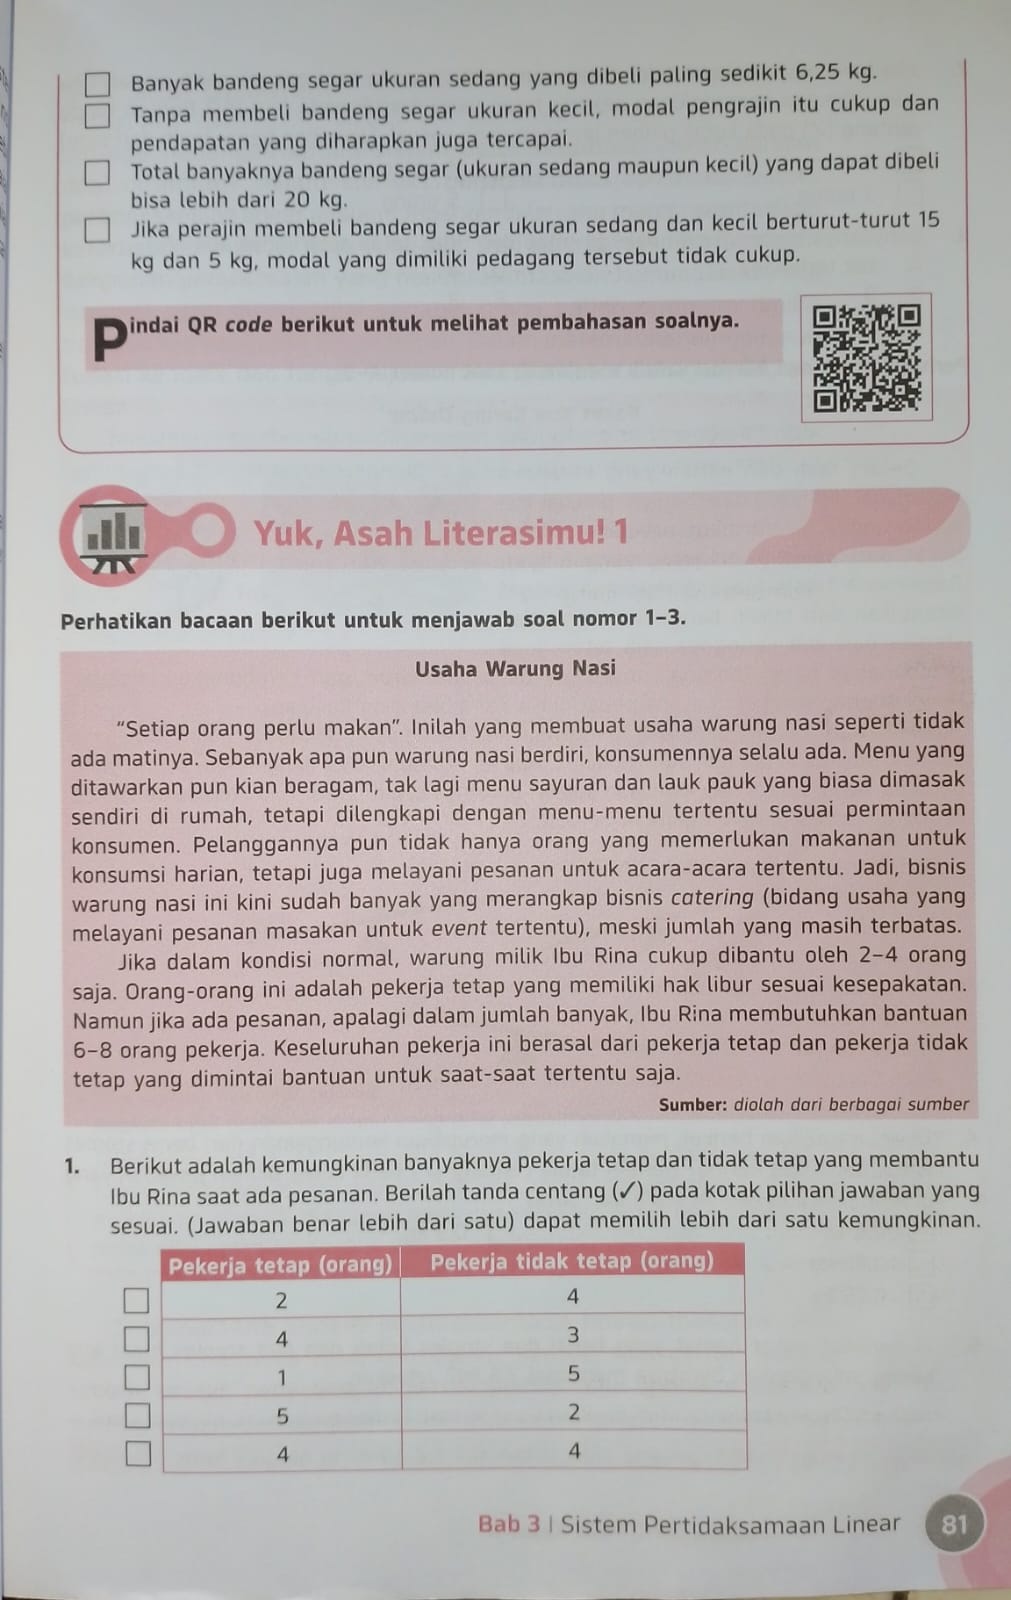 Banyak bandeng segar ukuran sedang yang dibeli paling sedikit 6,25 kg.
Tanpa membeli bandeng segar ukuran kecil, modal pengrajin itu cukup dan
pendapatan yang diharapkan juga tercapai.
Total banyaknya bandeng segar (ukuran sedang maupun kecil) yang dapat dibeli
bisa lebih dari 20 kg.
Jika perajin membeli bandeng segar ukuran sedang dan kecil berturut-turut 15
kg dan 5 kg, modal yang dimiliki pedagang tersebut tidak cukup.
Pindai QR code berikut untuk melihat pembahasan soalnya.
Yuk, Asah Literasimu! 1
Perhatikan bacaan berikut untuk menjawab soal nomor 1–3.
Usaha Warung Nasi
“Setiap orang perlu makan”. Inilah yang membuat usaha warung nasi seperti tidak
ada matinya. Sebanyak apa pun warung nasi berdiri, konsumennya selalu ada. Menu yang
ditawarkan pun kian beragam, tak lagi menu sayuran dan lauk pauk yang biasa dimasak
sendiri di rumah, tetapi dilengkapi dengan menu-menu tertentu sesuai permintaan
konsumen. Pelanggannya pun tidak hanya orang yang memerlukan makanan untuk
konsumsi harian, tetapi juga melayani pesanan untuk acara-acara tertentu. Jadi, bisnis
warung nasi ini kini sudah banyak yang merangkap bisnis catering (bidang usaha yang
melayani pesanan masakan untuk event tertentu), meski jumlah yang masih terbatas.
Jika dalam kondisi normal, warung milik Ibu Rina cukup dibantu oleh 2–4 orang
saja. Orang-orang ini adalah pekerja tetap yang memiliki hak libur sesuai kesepakatan.
Namun jika ada pesanan, apalagi dalam jumlah banyak, Ibu Rina membutuhkan bantuan
6–8 orang pekerja. Keseluruhan pekerja ini berasal dari pekerja tetap dan pekerja tidak
tetap yang dimintai bantuan untuk saat-saat tertentu saja.
Sumber: diolah dari berbagai sumber
1. Berikut adalah kemungkinan banyaknya pekerja tetap dan tidak tetap yang membantu
Ibu Rina saat ada pesanan. Berilah tanda centang (✓) pada kotak pilihan jawaban yang
sesuai. (Jawaban benar lebih dari satu) dapat memilih lebih dari satu kemungkinan.
Pekerja tetap (orang) Pekerja tidak tetap (orang)
2 4
4 3
1 5
5 2
4 4
Bab 3 | Sistem Pertidaksamaan Linear 81